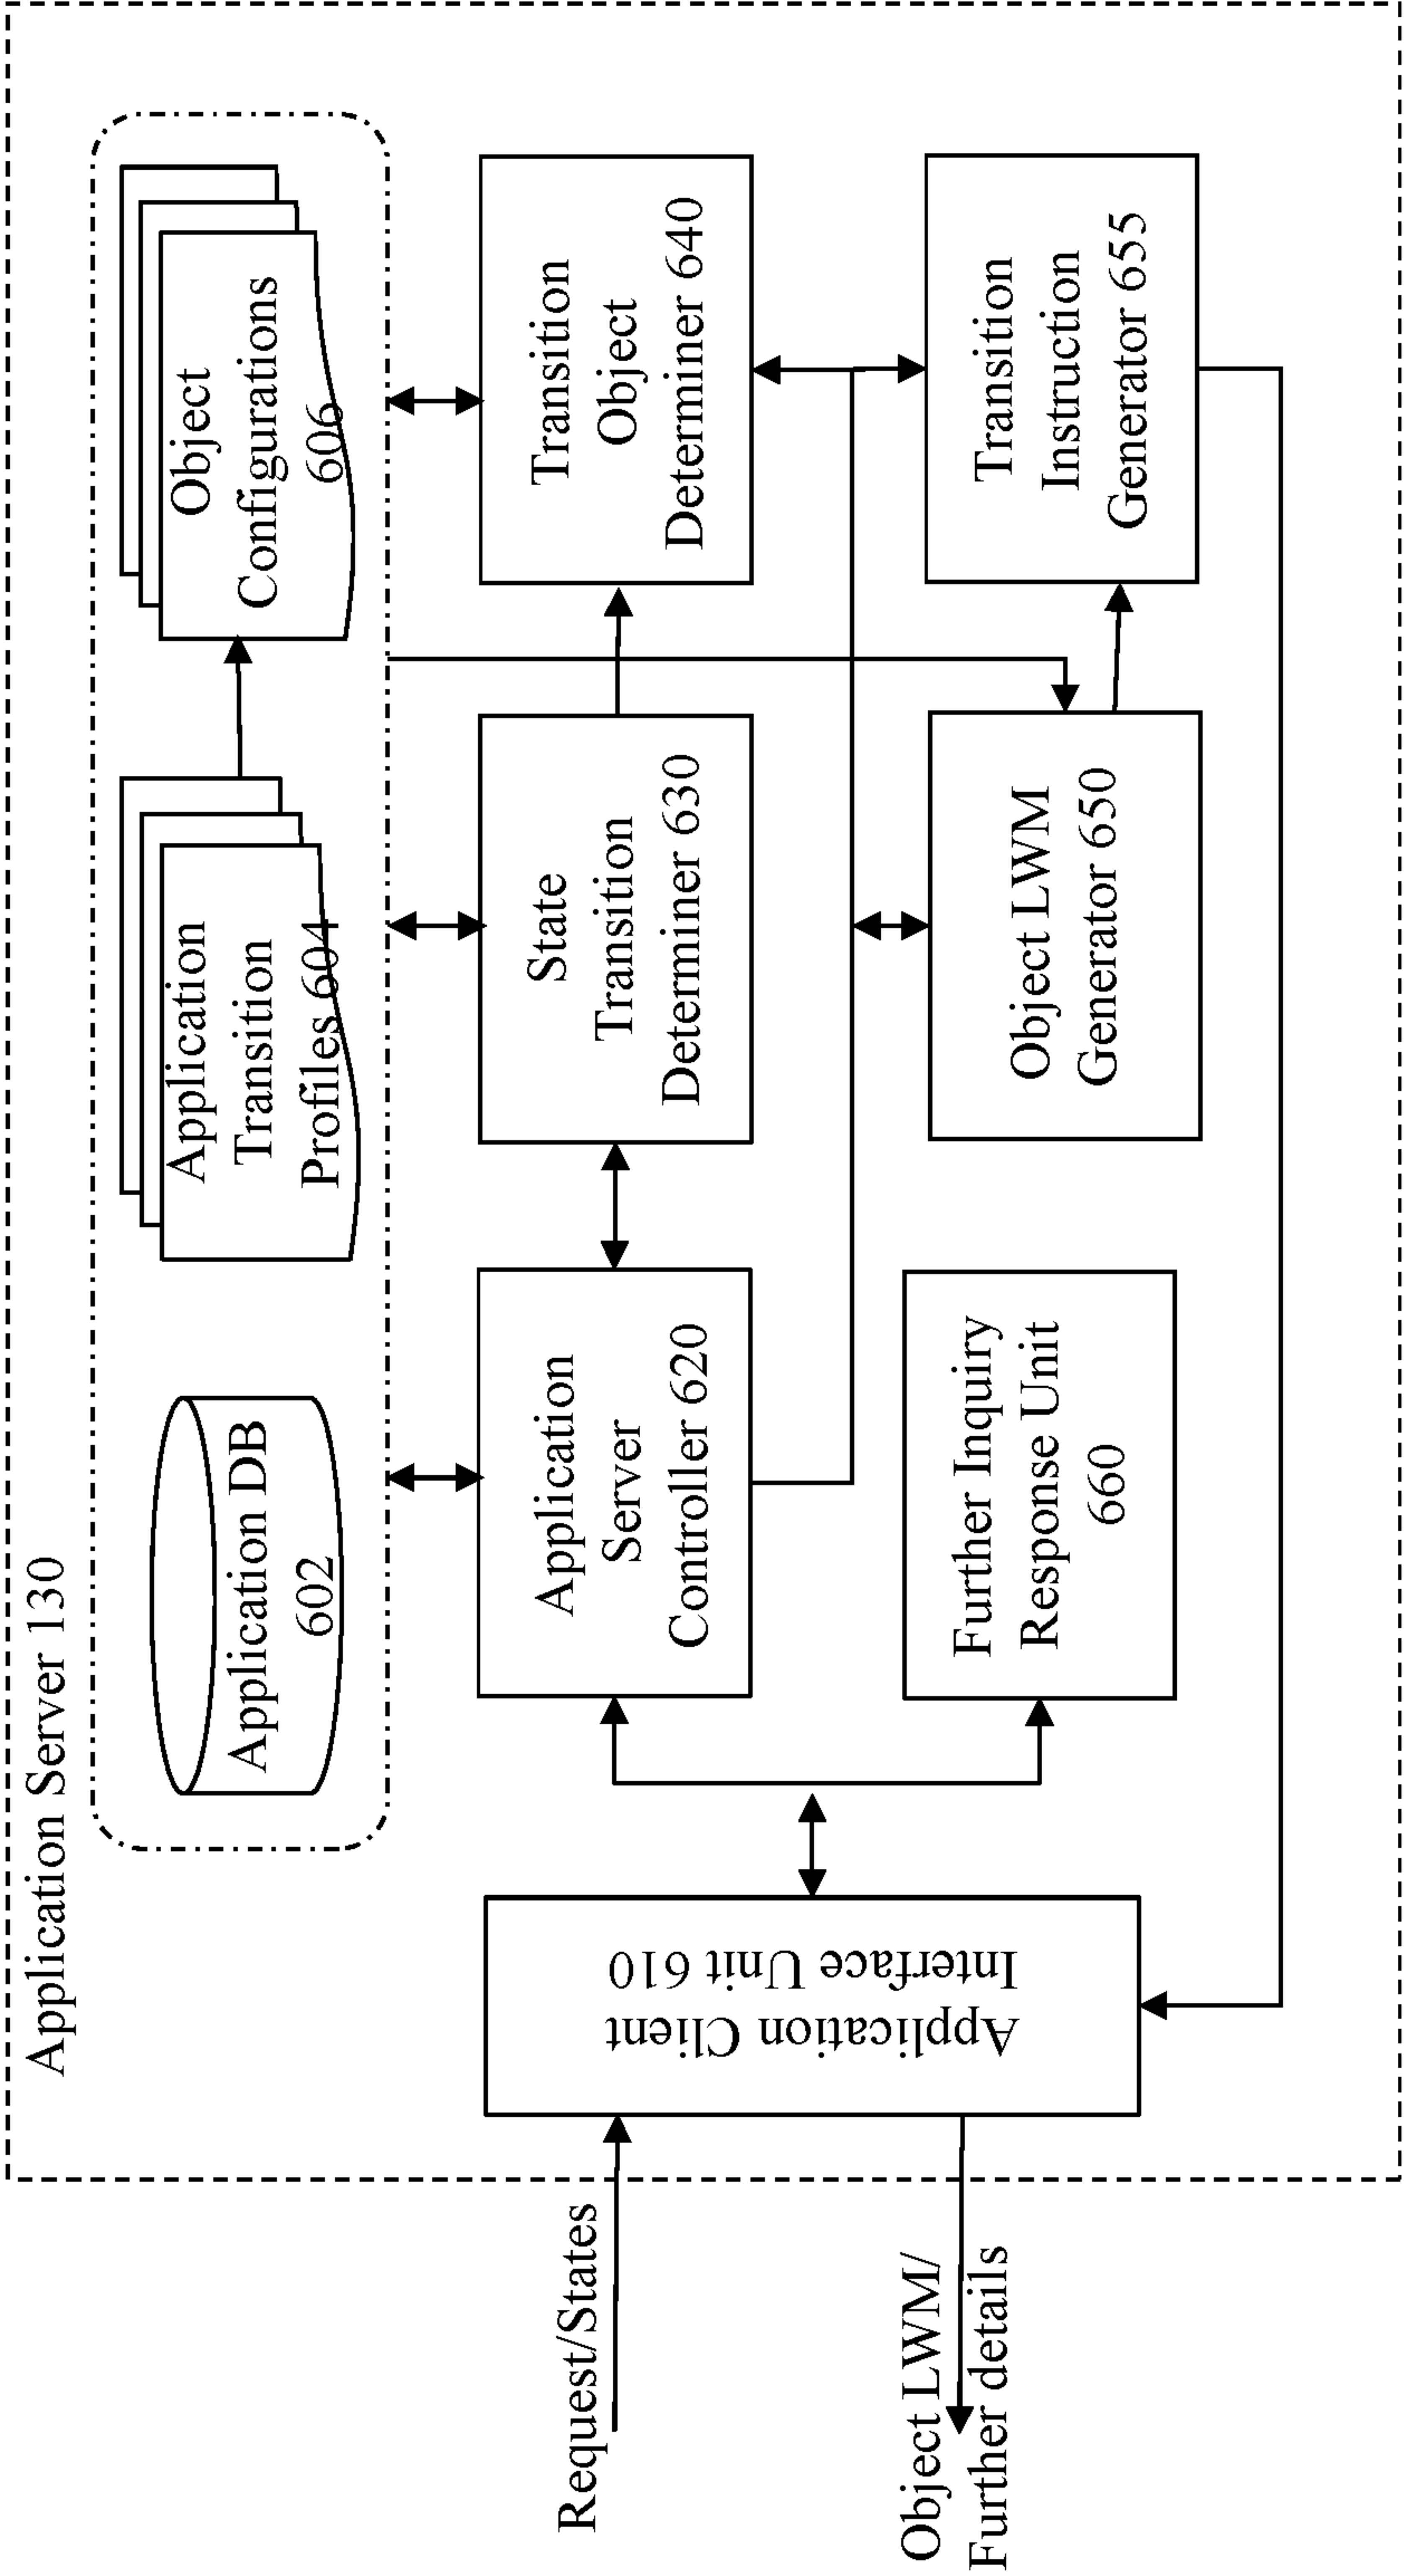 Application Server 130
Application DB
602
Application
Transition
Profiles 604
Object
Configurations
606
Application
Server
Controller 620
State
Transition
Determiner 630
Transition
Object
Determiner 640
Request/States
Application Client
Interface Unit 610
Object LWM/
Further details
Further Inquiry
Response Unit
660
Object LWM
Generator 650
Transition
Instruction
Generator 655